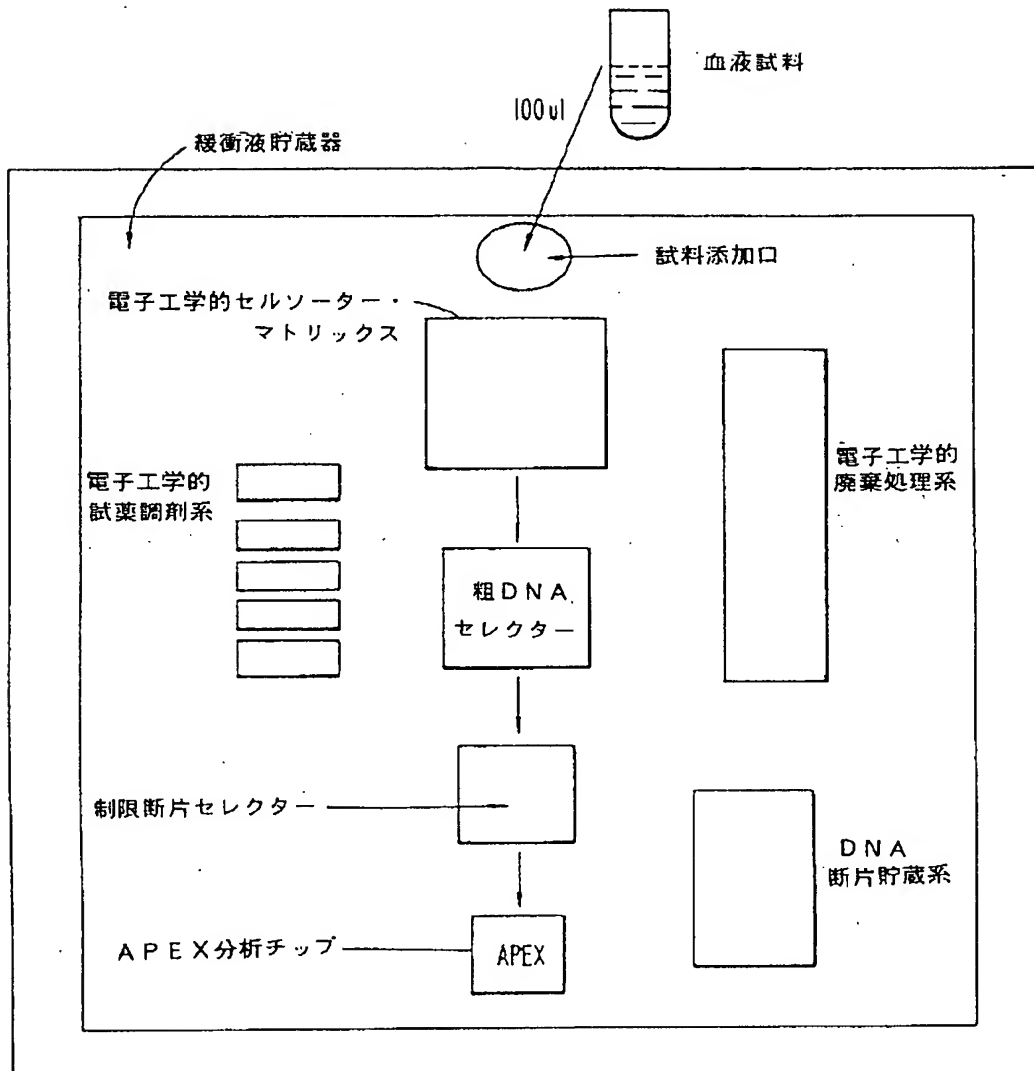 血液試料
100ul
緩衝液貯蔵器
試料添加口
電子工学的セルソーター・
マトリックス
電子工学的
試薬調剤系
電子工学的
廃棄処理系
粗DNA
セレクター
制限断片セレクター
DNA
断片貯蔵系
APEX分析チップ
APEX